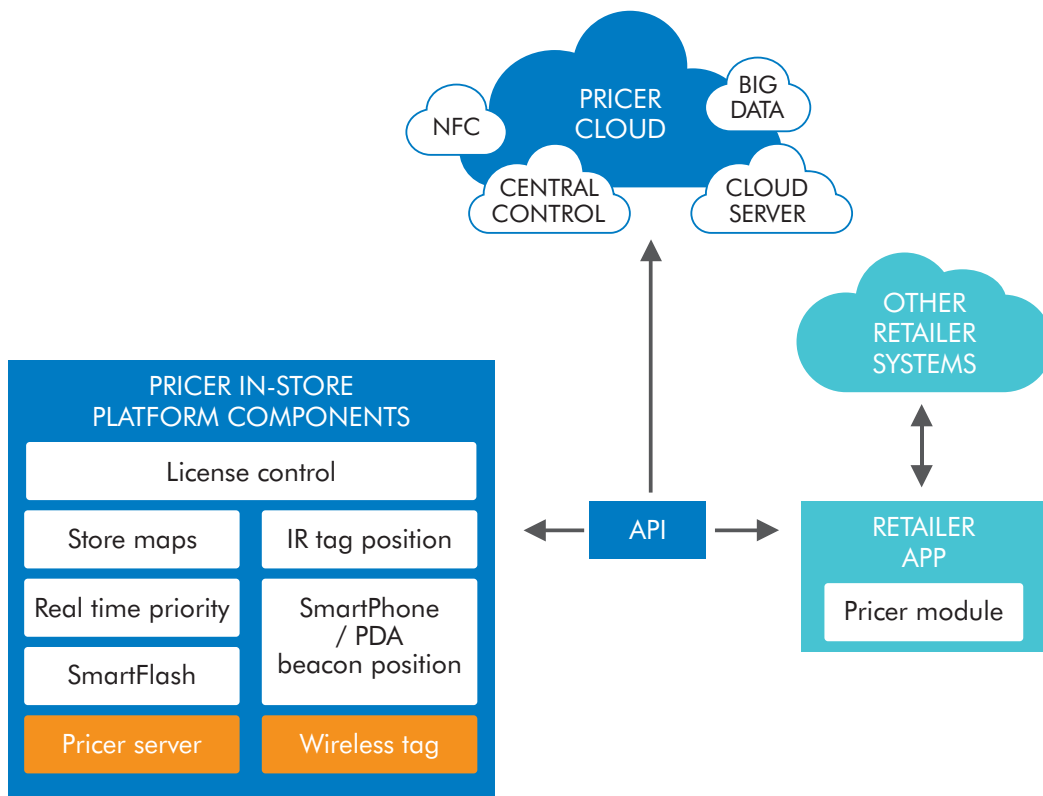 PRICER
CLOUD
NFC
BIG
DATA
CENTRAL
CONTROL
CLOUD
SERVER
OTHER
RETAILER
SYSTEMS
PRICER IN-STORE
PLATFORM COMPONENTS
License control
Store maps
IR tag position
Real time priority
SmartPhone
/ PDA
beacon position
SmartFlash
Pricer server
Wireless tag
API
RETAILER
APP
Pricer module